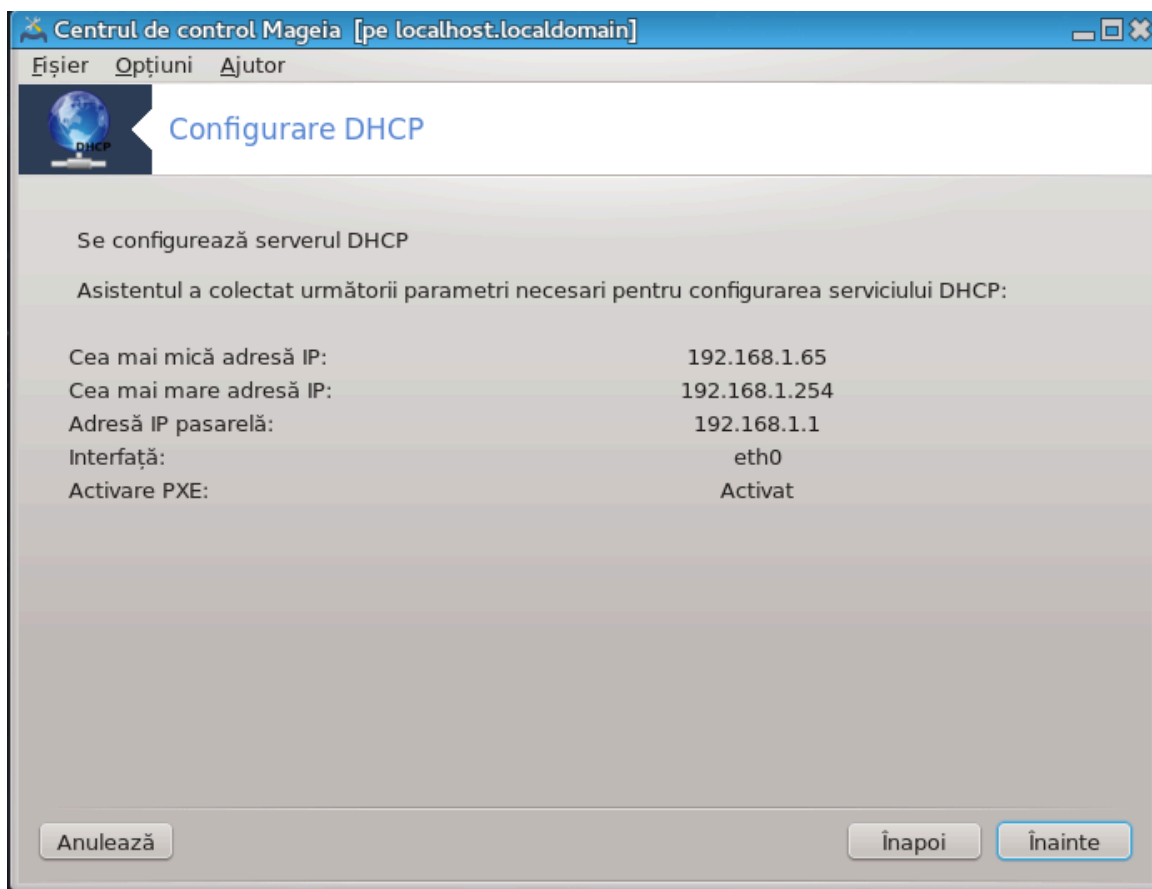 Centrul de control Mageia [pe localhost.localdomain]
Fișier Opțiuni Ajutor
DHCP
Configurare DHCP
Se configurează serverul DHCP
Asistentul a colectat următorii parametri necesari pentru configurarea serviciului DHCP:
Cea mai mică adresă IP: 192.168.1.65
Cea mai mare adresă IP: 192.168.1.254
Adresă IP pasarelă: 192.168.1.1
Interfață: eth0
Activare PXE: Activat
Anulează Înapoi Înainte